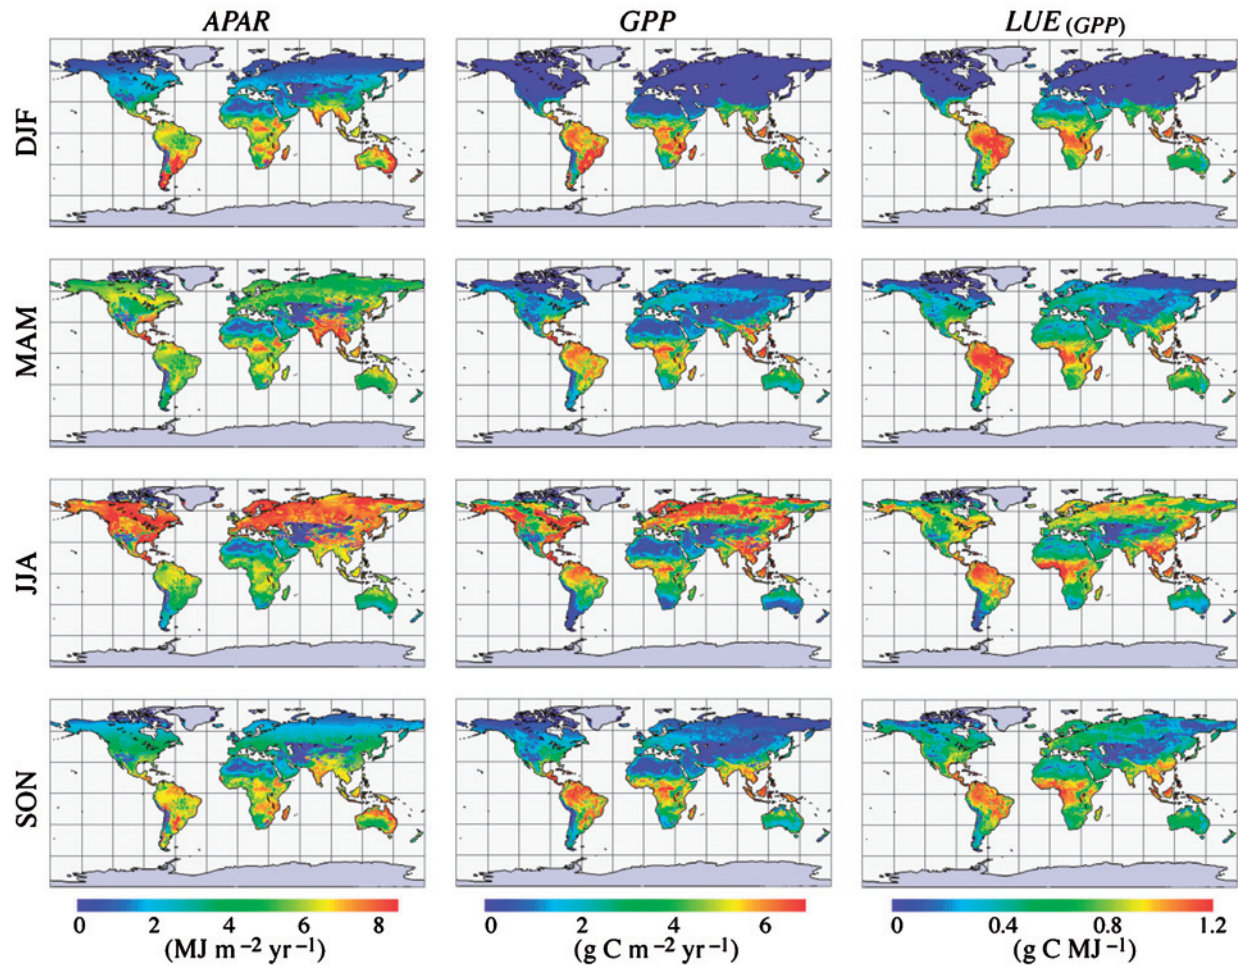 APAR GPP LUE (GPP)
DJF
MAM
JJA
SON
0 2 4 6 8 0 2 4 6 0 0.4 0.8 1.2
(MJ m⁻² yr⁻¹) (g C m⁻² yr⁻¹) (g C MJ⁻¹)